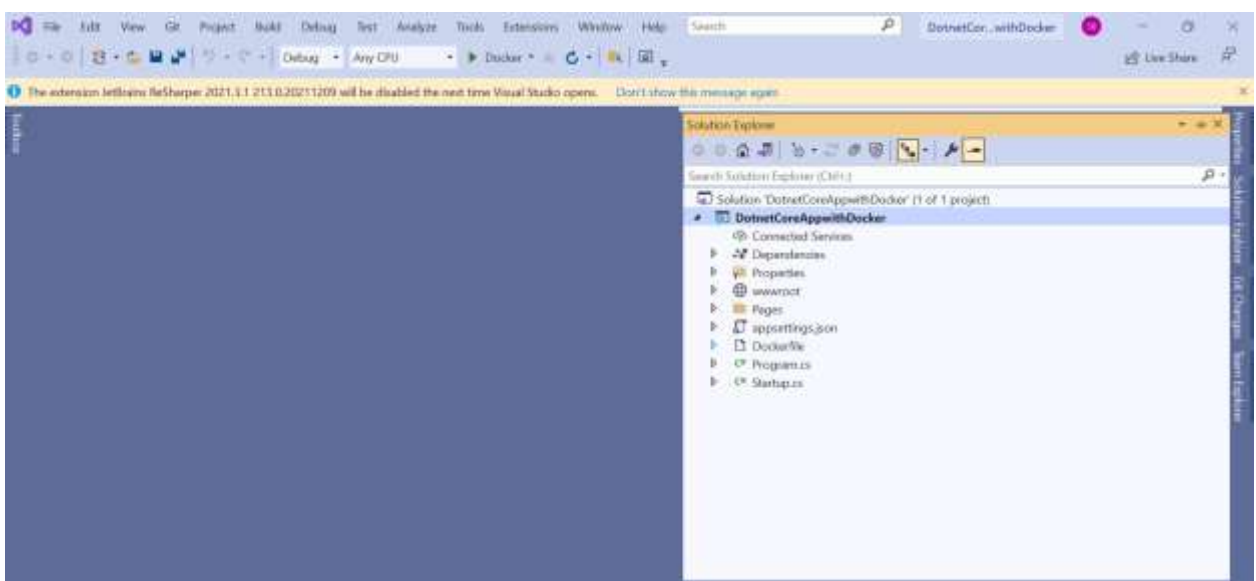 File Edit View Git Project Build Debug Test Analyze Tools Extensions Window Help Search DotnetCor...withDocker
Debug Any CPU Docker Live Share
The extension JetBrains ReSharper 2021.3.1 213.0.20211209 will be disabled the next time Visual Studio opens. Don't show this message again
Toolbox
Solution Explorer
Search Solution Explorer (Ctrl+;)
Solution 'DotnetCoreAppwithDocker' (1 of 1 project)
DotnetCoreAppwithDocker
Connected Services
Dependencies
Properties
wwwroot
Pages
appsettings.json
Dockerfile
Program.cs
Startup.cs
Properties
Solution Explorer
Git Changes
Team Explorer